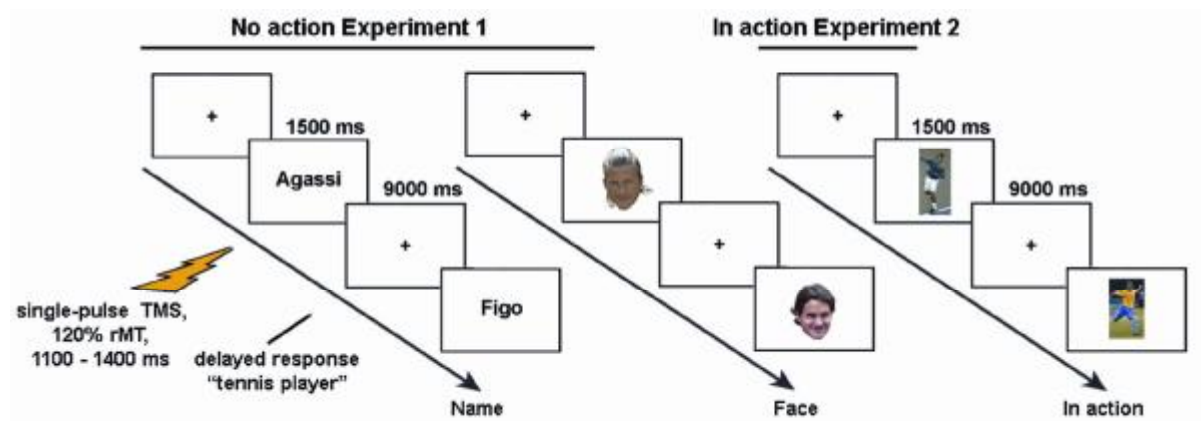 No action Experiment 1
In action Experiment 2
+
+
+
1500 ms
1500 ms
Agassi
9000 ms
9000 ms
+
+
+
Figo
single-pulse TMS,
120% rMT,
1100 - 1400 ms
delayed response
"tennis player"
Name
Face
In action